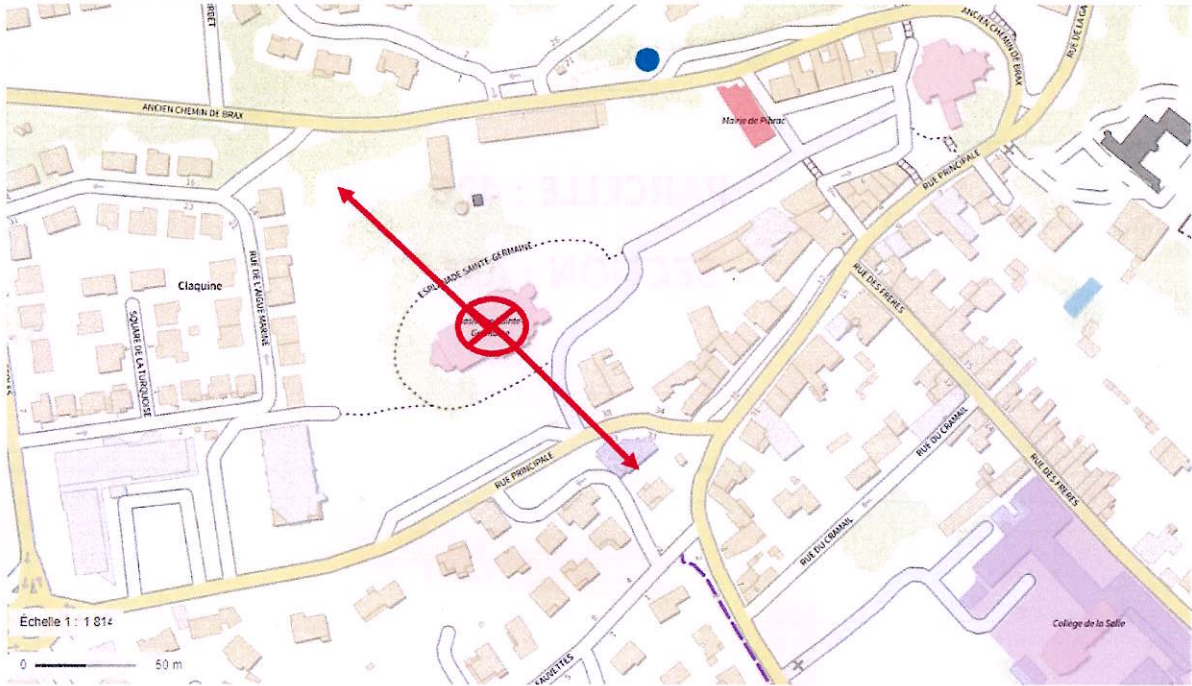 ANCIEN CHEMIN DE BRAX
ANCIEN CHEMIN DE BRAX
Mairie de Pibrac
RUE PRINCIPALE
PARCELLE :
ESPLANADE SAINTE-GERMAINE
RUE DES FRERES
Claquine
RUE DE L'AIGUE MARINE
SQUARE DE LA TURQUOISE
RUE DU CRAMAIL
RUE PRINCIPALE
RUE DES FRERES
RUE DU CRAMAIL
Collège de la Salle
Échelle 1 : 1 814
0 50 m